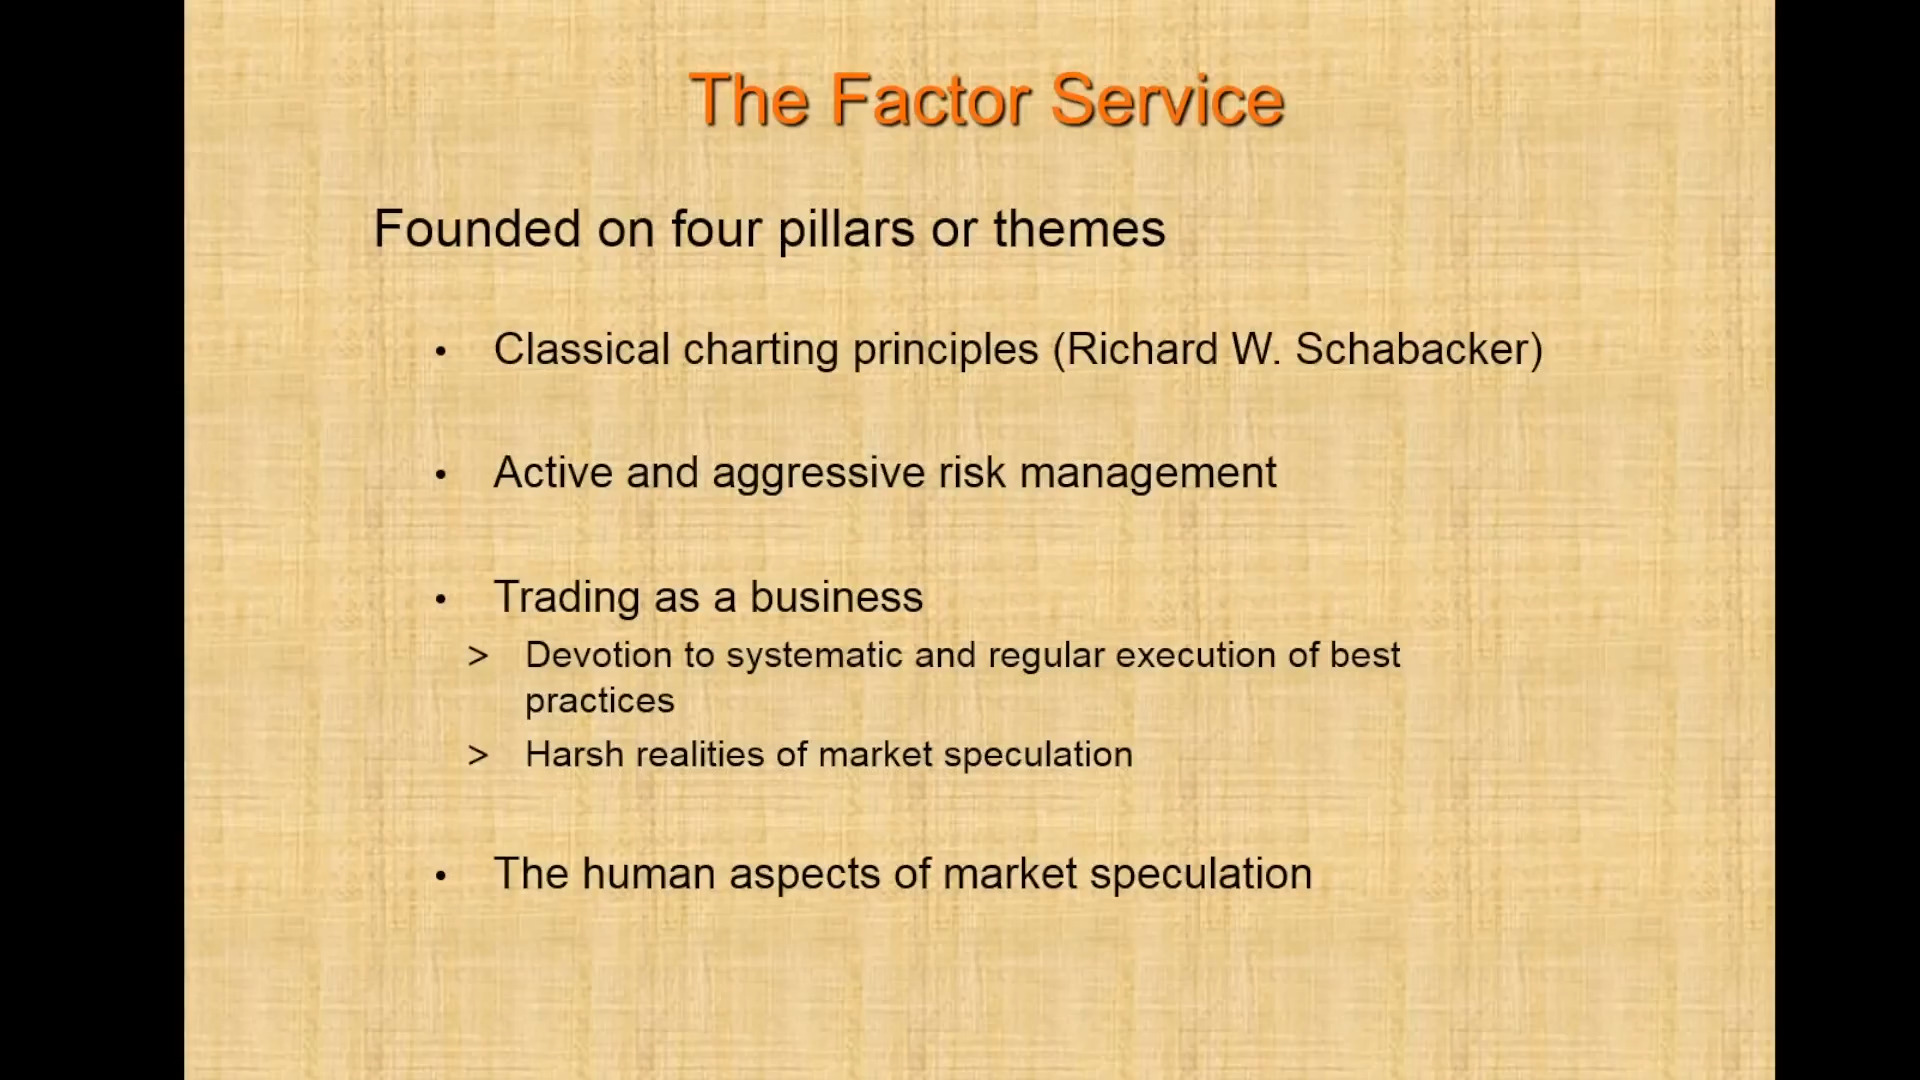 The Factor Service
Founded on four pillars or themes
• Classical charting principles (Richard W. Schabacker)
• Active and aggressive risk management
• Trading as a business
> Devotion to systematic and regular execution of best
practices
> Harsh realities of market speculation
• The human aspects of market speculation